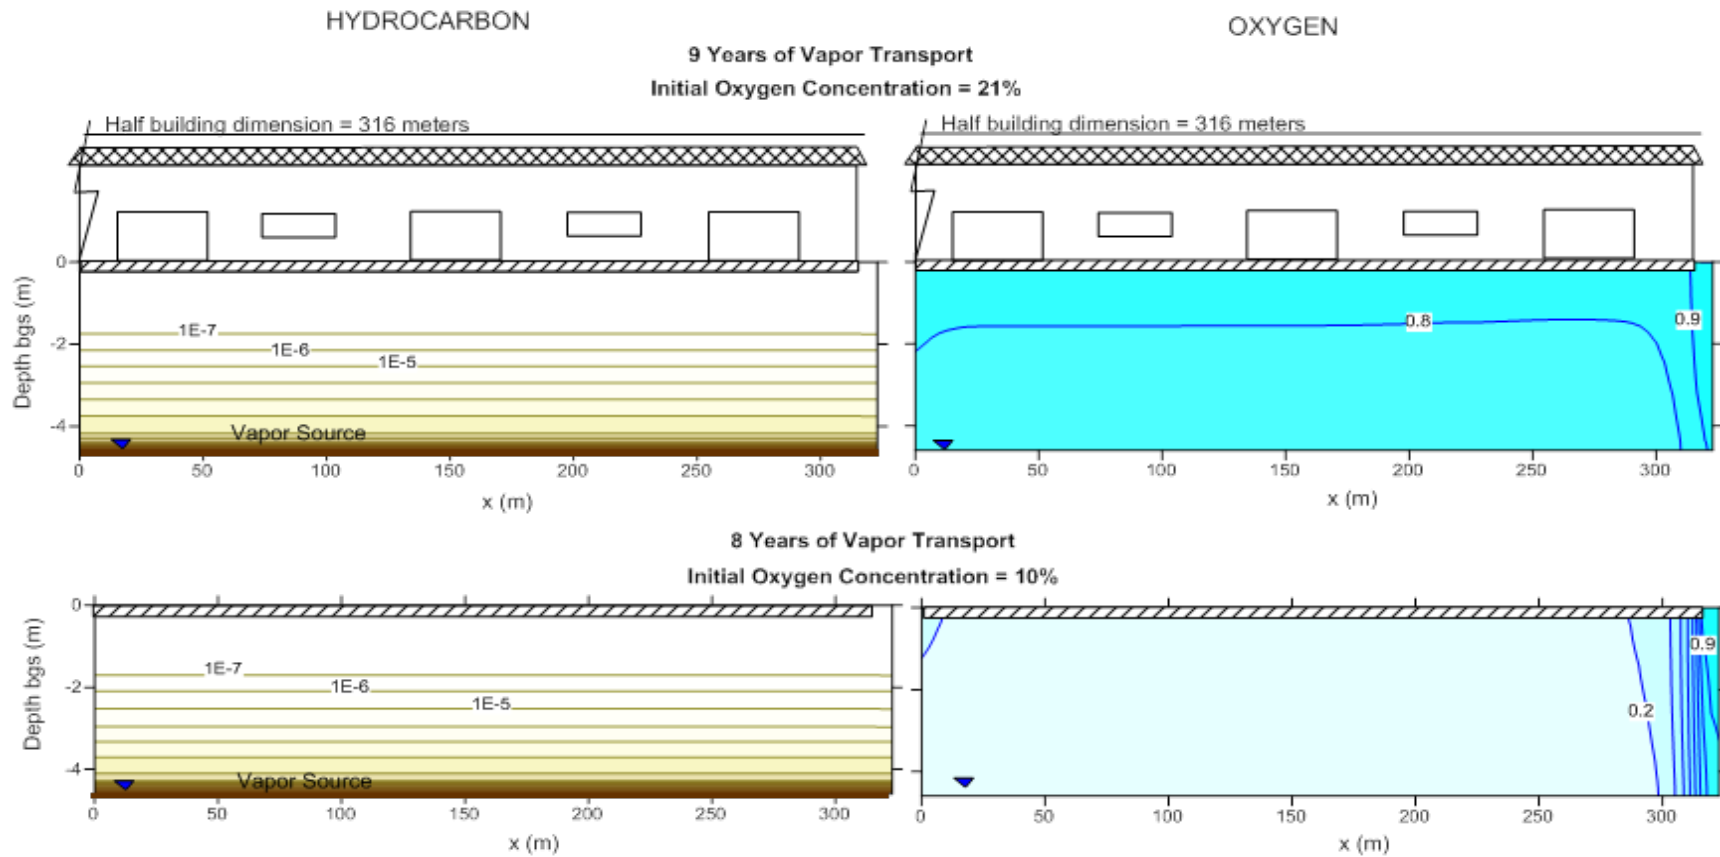 HYDROCARBON
OXYGEN
9 Years of Vapor Transport
Initial Oxygen Concentration = 21%
Half building dimension = 316 meters
Half building dimension = 316 meters
Depth bgs (m)
0
-2
-4
1E-7
1E-6
1E-5
Vapor Source
0 50 100 150 200 250 300
x (m)
0.8
0.9
0 50 100 150 200 250 300
x (m)
8 Years of Vapor Transport
Initial Oxygen Concentration = 10%
Depth bgs (m)
0
-2
-4
1E-7
1E-6
1E-5
Vapor Source
0 50 100 150 200 250 300
x (m)
0.9
0.2
0 50 100 150 200 250 300
x (m)